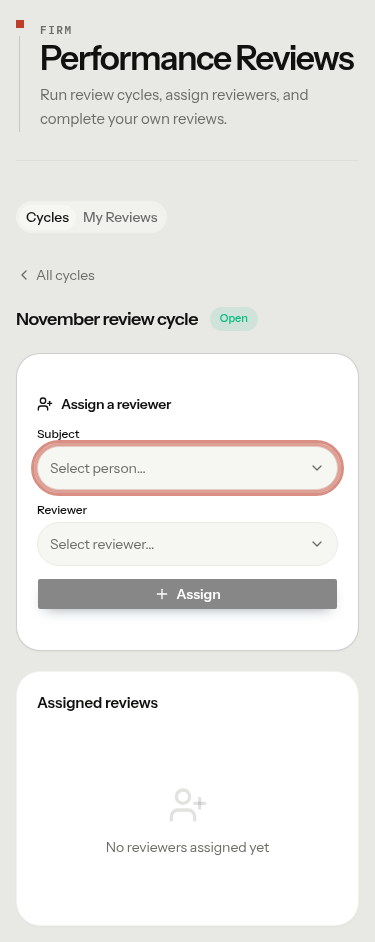 FIRM
Performance Reviews
Run review cycles, assign reviewers, and
complete your own reviews.
Cycles My Reviews
All cycles
November review cycle Open
Assign a reviewer
Subject
Select person...
Reviewer
Select reviewer...
Assign
Assigned reviews
No reviewers assigned yet